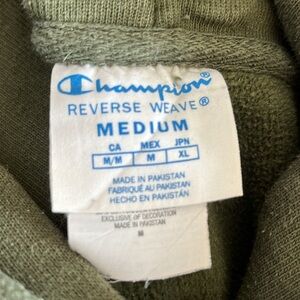 Champion®
REVERSE WEAVE®
MEDIUM
CA MEX JPN
M/M M XL
MADE IN PAKISTAN
FABRIQUÉ AU PAKISTAN
HECHO EN PAKISTÁN
EXCLUSIVE OF DECORATION
MADE IN PAKISTAN
M